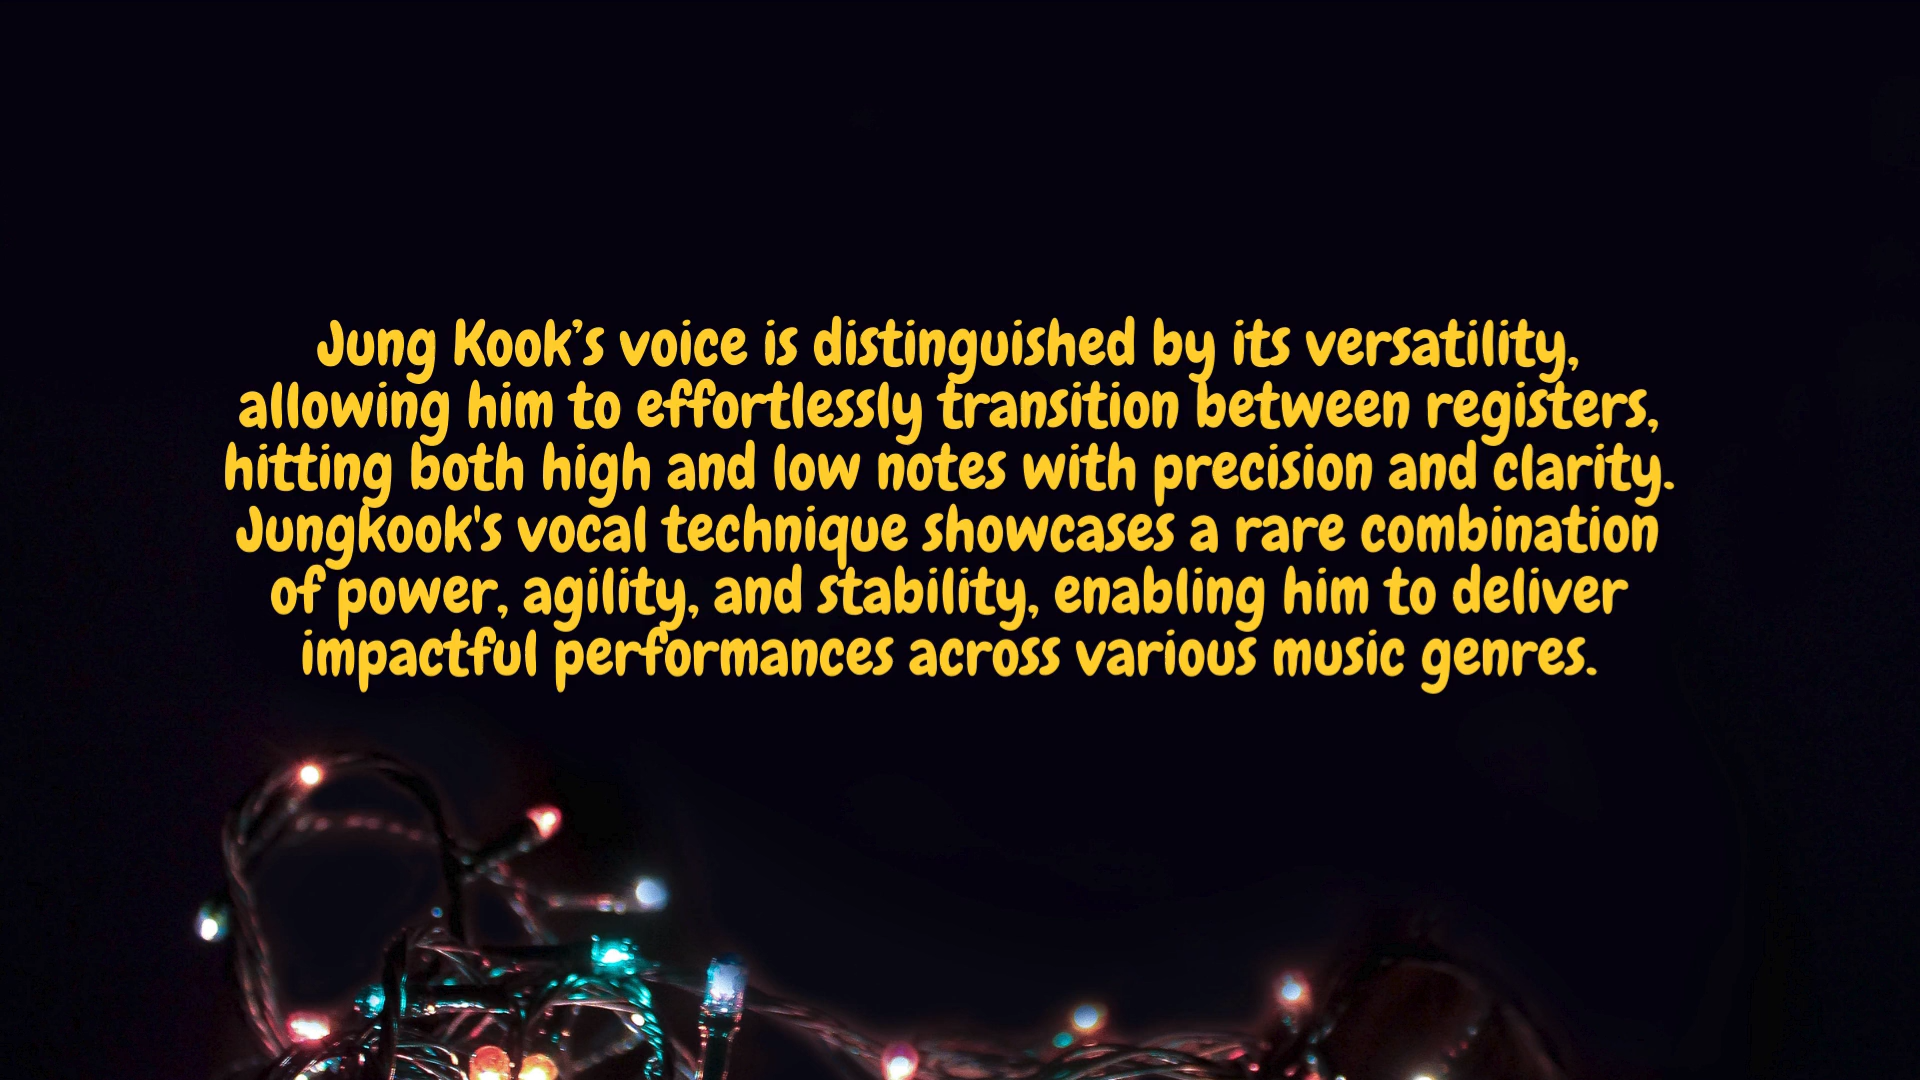 Jung Kook’s voice is distinguished by its versatility,
allowing him to effortlessly transition between registers,
hitting both high and low notes with precision and clarity.
Jungkook's vocal technique showcases a rare combination
of power, agility, and stability, enabling him to deliver
impactful performances across various music genres.